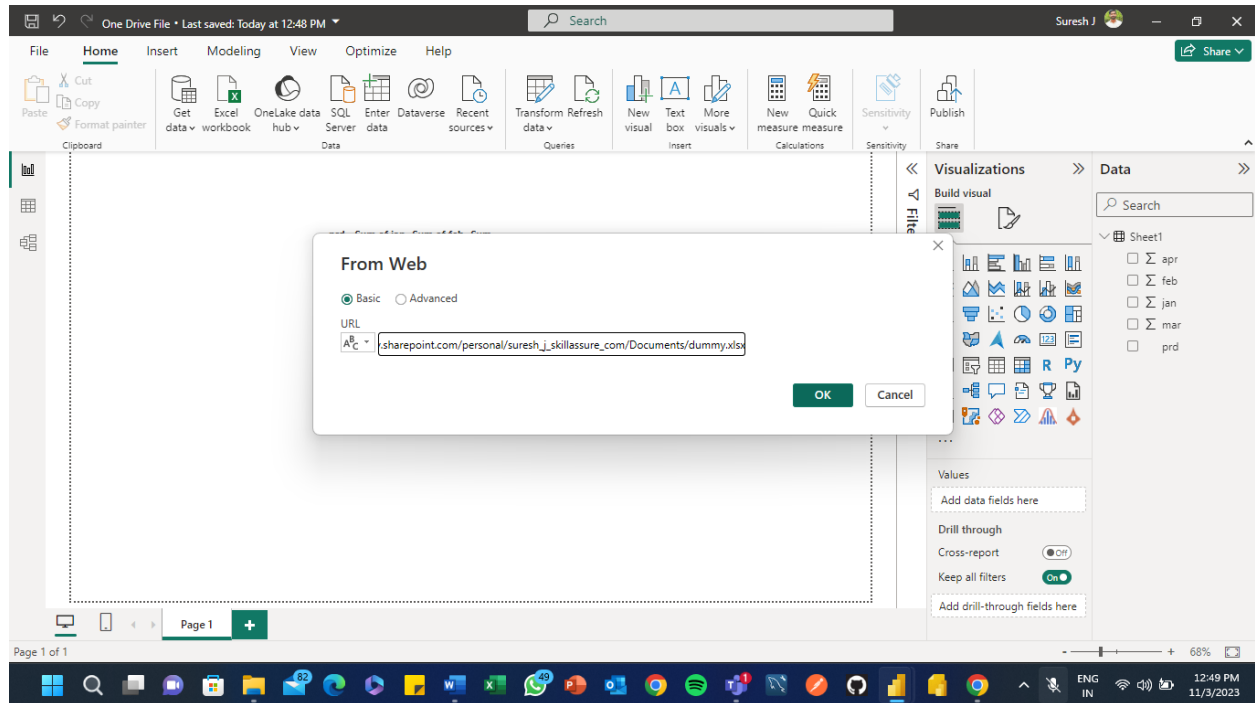 One Drive File • Last saved: Today at 12:48 PM
Search
Suresh J
File Home Insert Modeling View Optimize Help
Share
Paste
Cut
Copy
Format painter
Clipboard
Get data
Excel workbook
OneLake data hub
SQL Server
Enter data
Dataverse
Recent sources
Data
Transform data
Refresh
Queries
New visual
Text box
More visuals
Insert
New measure
Quick measure
Calculations
Sensitivity
Sensitivity
Publish
Share
From Web
Basic
Advanced
URL
.sharepoint.com/personal/suresh_j_skillassure_com/Documents/dummy.xlsx
OK
Cancel
Visualizations
Build visual
R Py
123
...
Values
Add data fields here
Drill through
Cross-report
Off
Keep all filters
On
Add drill-through fields here
Data
Search
Sheet1
apr
feb
jan
mar
prd
Page 1
Page 1 of 1
68%
82
49
1
ENG
IN
12:49 PM
11/3/2023